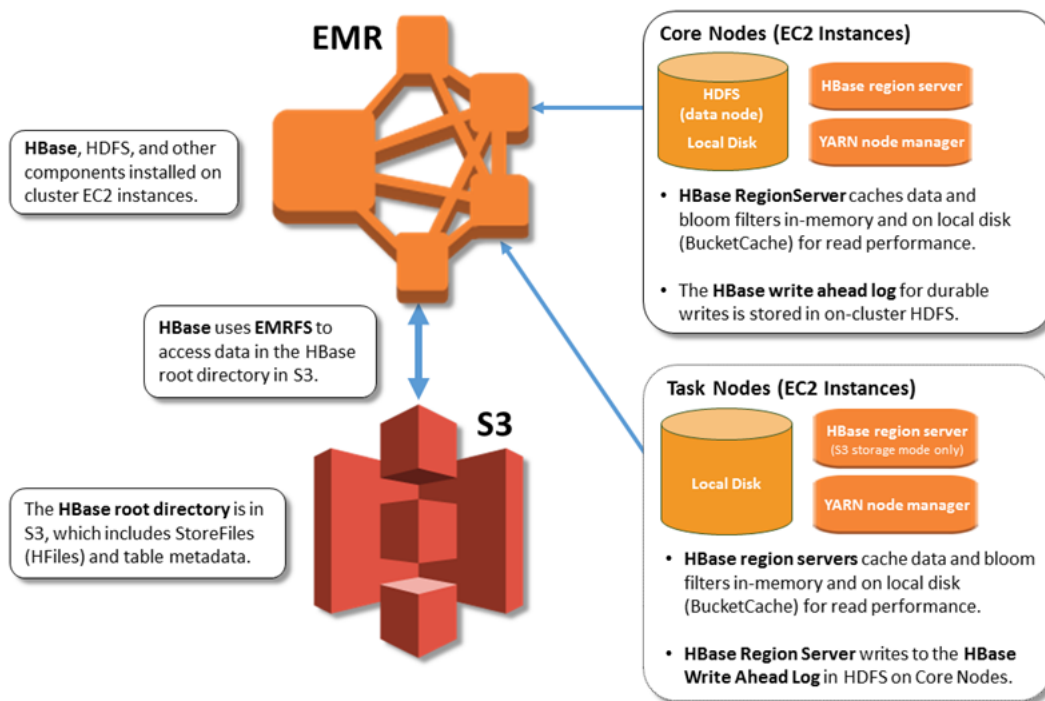 EMR
HBase, HDFS, and other
components installed on
cluster EC2 instances.
HBase uses EMRFS to
access data in the HBase
root directory in S3.
S3
The HBase root directory is in
S3, which includes StoreFiles
(HFiles) and table metadata.
Core Nodes (EC2 Instances)
HDFS
(data node)
Local Disk
HBase region server
YARN node manager
• HBase RegionServer caches data and
bloom filters in-memory and on local disk
(BucketCache) for read performance.
• The HBase write ahead log for durable
writes is stored in on-cluster HDFS.
Task Nodes (EC2 Instances)
Local Disk
HBase region server
(S3 storage mode only)
YARN node manager
• HBase region servers cache data and bloom
filters in-memory and on local disk
(BucketCache) for read performance.
• HBase Region Server writes to the HBase
Write Ahead Log in HDFS on Core Nodes.